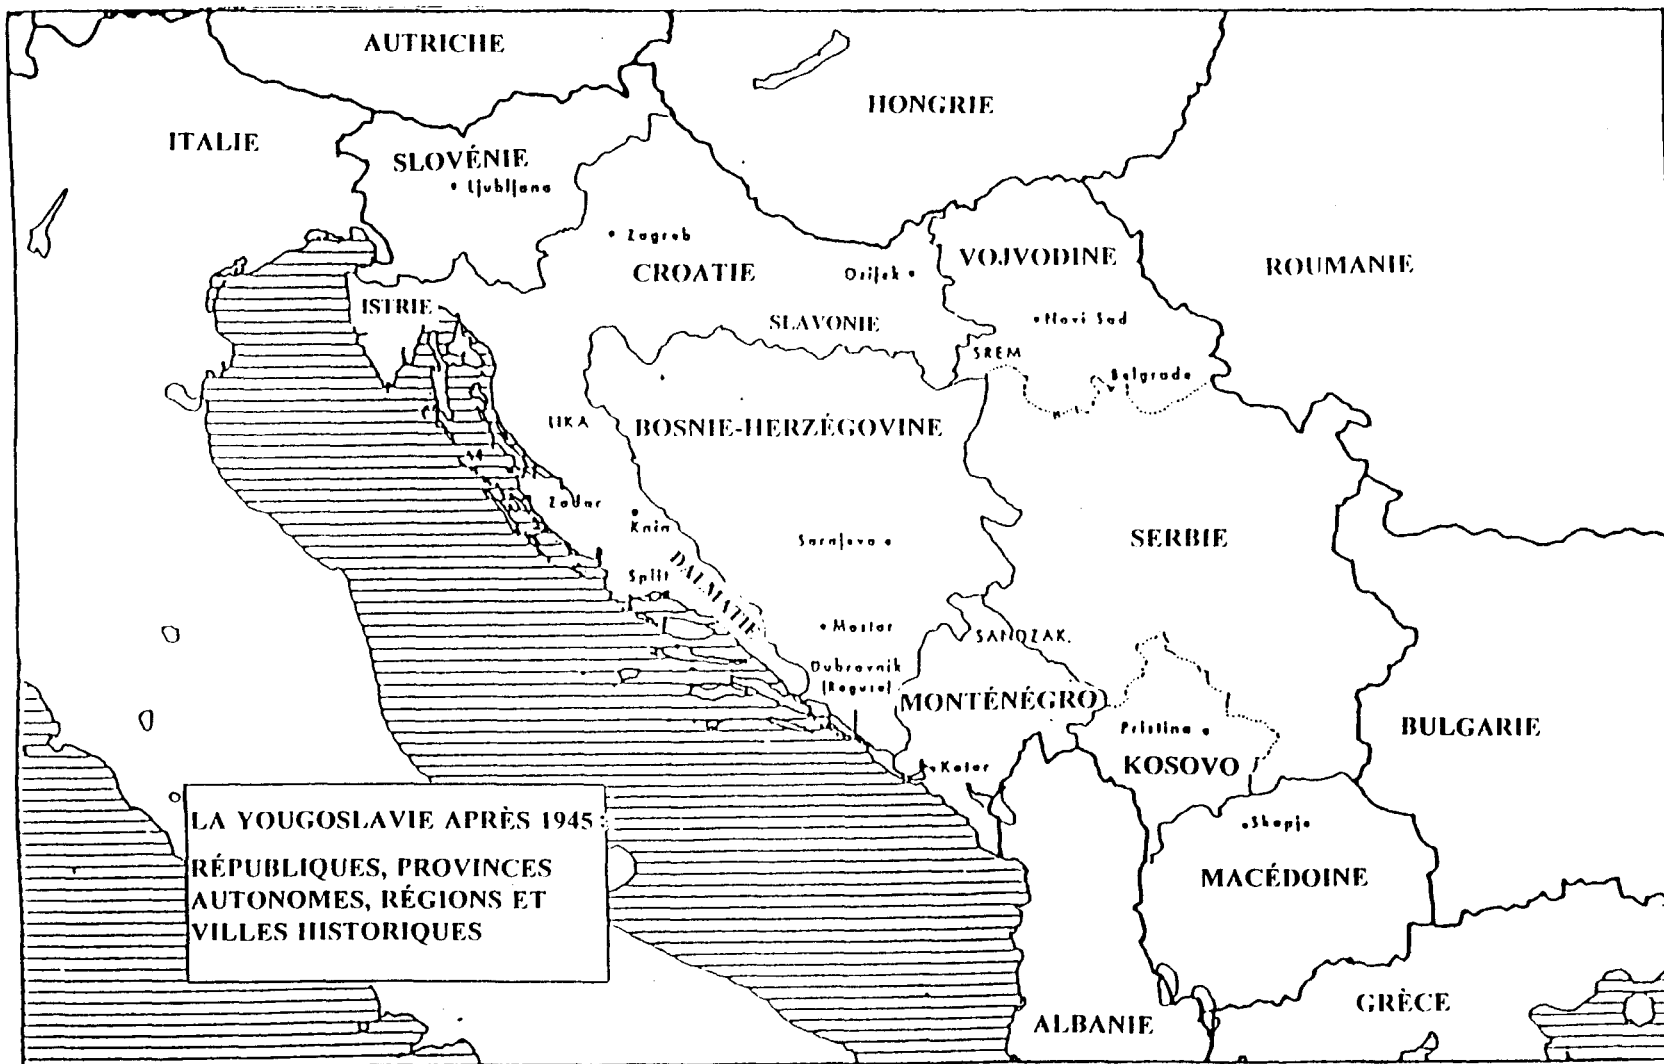 AUTRICHE
HONGRIE
ITALIE
SLOVÉNIE
Ljubljana
Zagreb
CROATIE
Osijek
VOJVODINE
ROUMANIE
ISTRIE
SLAVONIE
Novi Sad
SREM
Belgrade
LIKA
BOSNIE-HERZÉGOVINE
Zadar
Knin
Sarajevo
SERBIE
Split
DALMATIE
Mostar
SANDZAK
Dubrovnik
(Raguse)
MONTÉNÉGRO
Pristina
BULGARIE
KOSOVO
Kotor
LA YOUGOSLAVIE APRÈS 1945 :
RÉPUBLIQUES, PROVINCES
AUTONOMES, RÉGIONS ET
VILLES HISTORIQUES
Skopje
MACÉDOINE
GRÈCE
ALBANIE